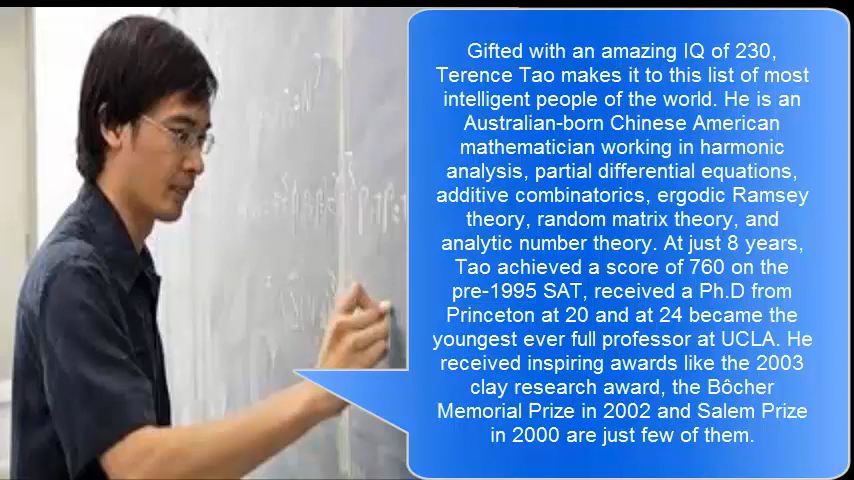 Gifted with an amazing IQ of 230,
Terence Tao makes it to this list of most
intelligent people of the world. He is an
Australian-born Chinese American
mathematician working in harmonic
analysis, partial differential equations,
additive combinatorics, ergodic Ramsey
theory, random matrix theory, and
analytic number theory. At just 8 years,
Tao achieved a score of 760 on the
pre-1995 SAT, received a Ph.D from
Princeton at 20 and at 24 became the
youngest ever full professor at UCLA. He
received inspiring awards like the 2003
clay research award, the Bôcher
Memorial Prize in 2002 and Salem Prize
in 2000 are just few of them.